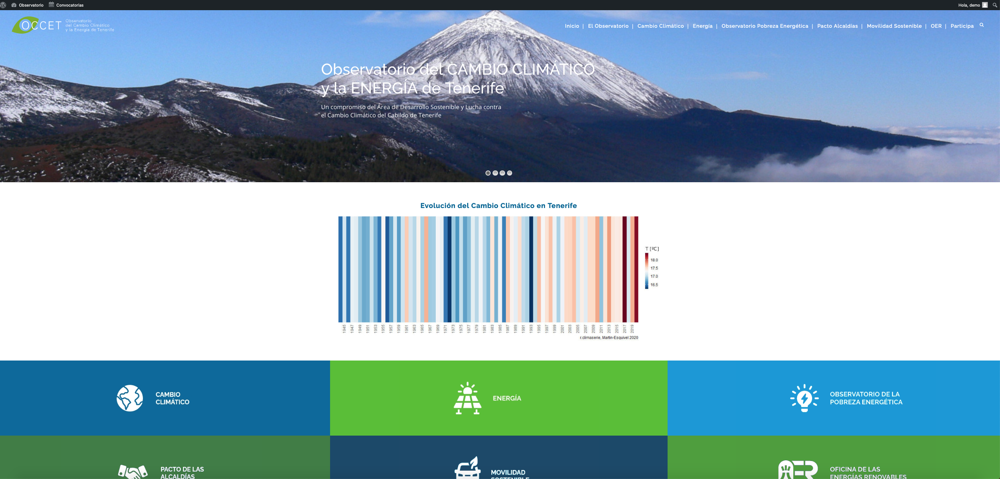 Observatorio
Convocatorias
Hola, demo
OCCET
Observatorio
del Cambio Climático
y la Energía de Tenerife
Inicio | El Observatorio | Cambio Climático | Energía | Observatorio Pobreza Energética | Pacto Alcaldías | Movilidad Sostenible | OER | Participa
Observatorio del CAMBIO CLIMÁTICO
y la ENERGÍA de Tenerife
Un compromiso del Área de Desarrollo Sostenible y Lucha contra
el Cambio Climático del Cabildo de Tenerife
Evolución del Cambio Climático en Tenerife
T [ºC]
18.0
17.5
17.0
16.5
1945 1947 1949 1951 1953 1955 1957 1959 1961 1963 1965 1967 1969 1971 1973 1975 1977 1979 1981 1983 1985 1987 1989 1991 1993 1995 1997 1999 2001 2003 2005 2007 2009 2011 2013 2015 2017 2019
r.climaserie, Martin-Esquivel 2020
CAMBIO
CLIMÁTICO
ENERGÍA
OBSERVATORIO DE LA
POBREZA ENERGÉTICA
PACTO DE LAS
ALCALDÍAS
MOVILIDAD
SOSTENIBLE
OER
OFICINA DE LAS
ENERGÍAS RENOVABLES